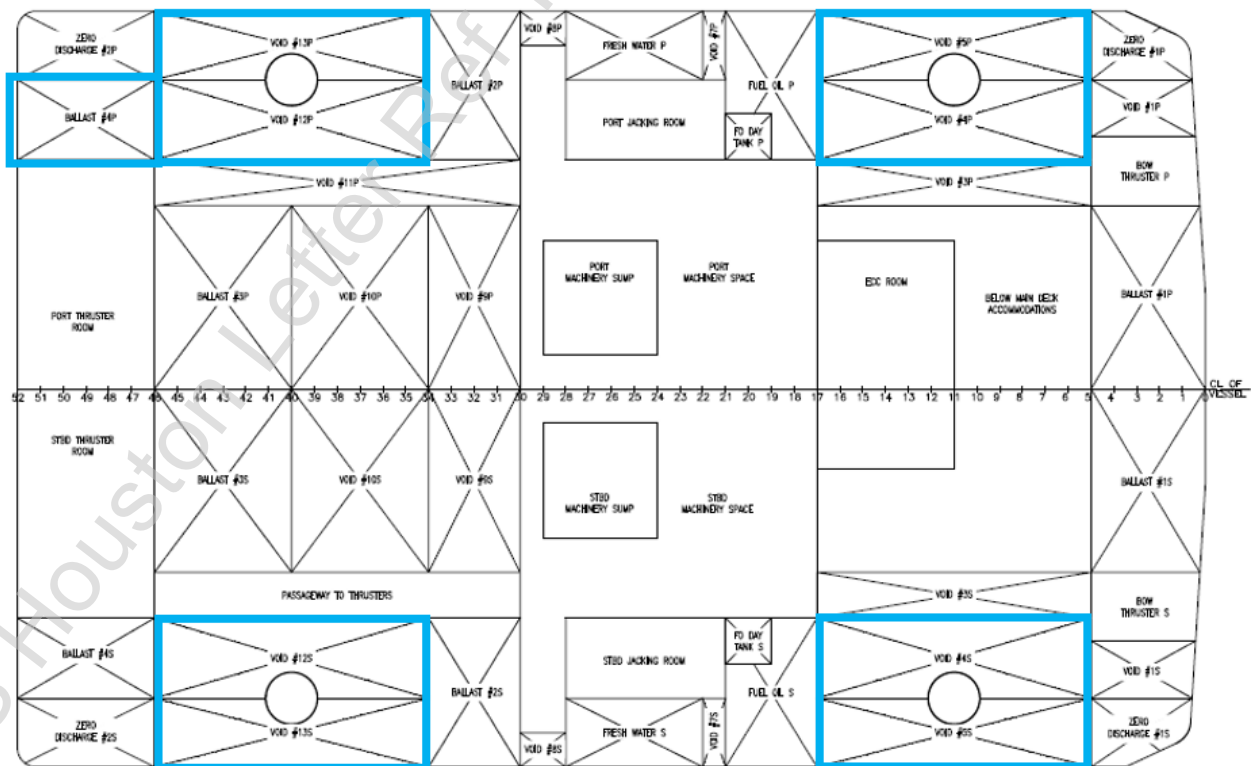 ZERO
DISCHARGE #2P
VOID #13P
VOID #8P
FRESH WATER P
VOID #7P
VOID #5P
ZERO
DISCHARGE #1P
BALLAST #2P
FUEL OIL P
BALLAST #4P
VOID #12P
PORT JACKING ROOM
FO DAY
TANK P
VOID #4P
VOID #1P
VOID #11P
VOID #3P
BOW
THRUSTER P
BALLAST #3P
VOID #10P
VOID #9P
PORT
MACHINERY SUMP
PORT
MACHINERY SPACE
ECC ROOM
BELOW MAIN DECK
ACCOMMODATIONS
BALLAST #1P
PORT THRUSTER
ROOM
52 51 50 49 48 47 46 45 44 43 42 41 40 39 38 37 36 35 34 33 32 31 30 29 28 27 26 25 24 23 22 21 20 19 18 17 16 15 14 13 12 11 10 9 8 7 6 5 4 3 2 1 0
CL OF
VESSEL
STBD THRUSTER
ROOM
BALLAST #3S
VOID #10S
VOID #9S
STBD
MACHINERY SUMP
STBD
MACHINERY SPACE
BALLAST #1S
PASSAGEWAY TO THRUSTERS
VOID #3S
BOW
THRUSTER S
BALLAST #4S
VOID #12S
BALLAST #2S
STBD JACKING ROOM
FO DAY
TANK S
FUEL OIL S
VOID #4S
VOID #1S
ZERO
DISCHARGE #2S
VOID #13S
VOID #8S
FRESH WATER S
VOID #7S
VOID #5S
ZERO
DISCHARGE #1S
Houston Letter Ref